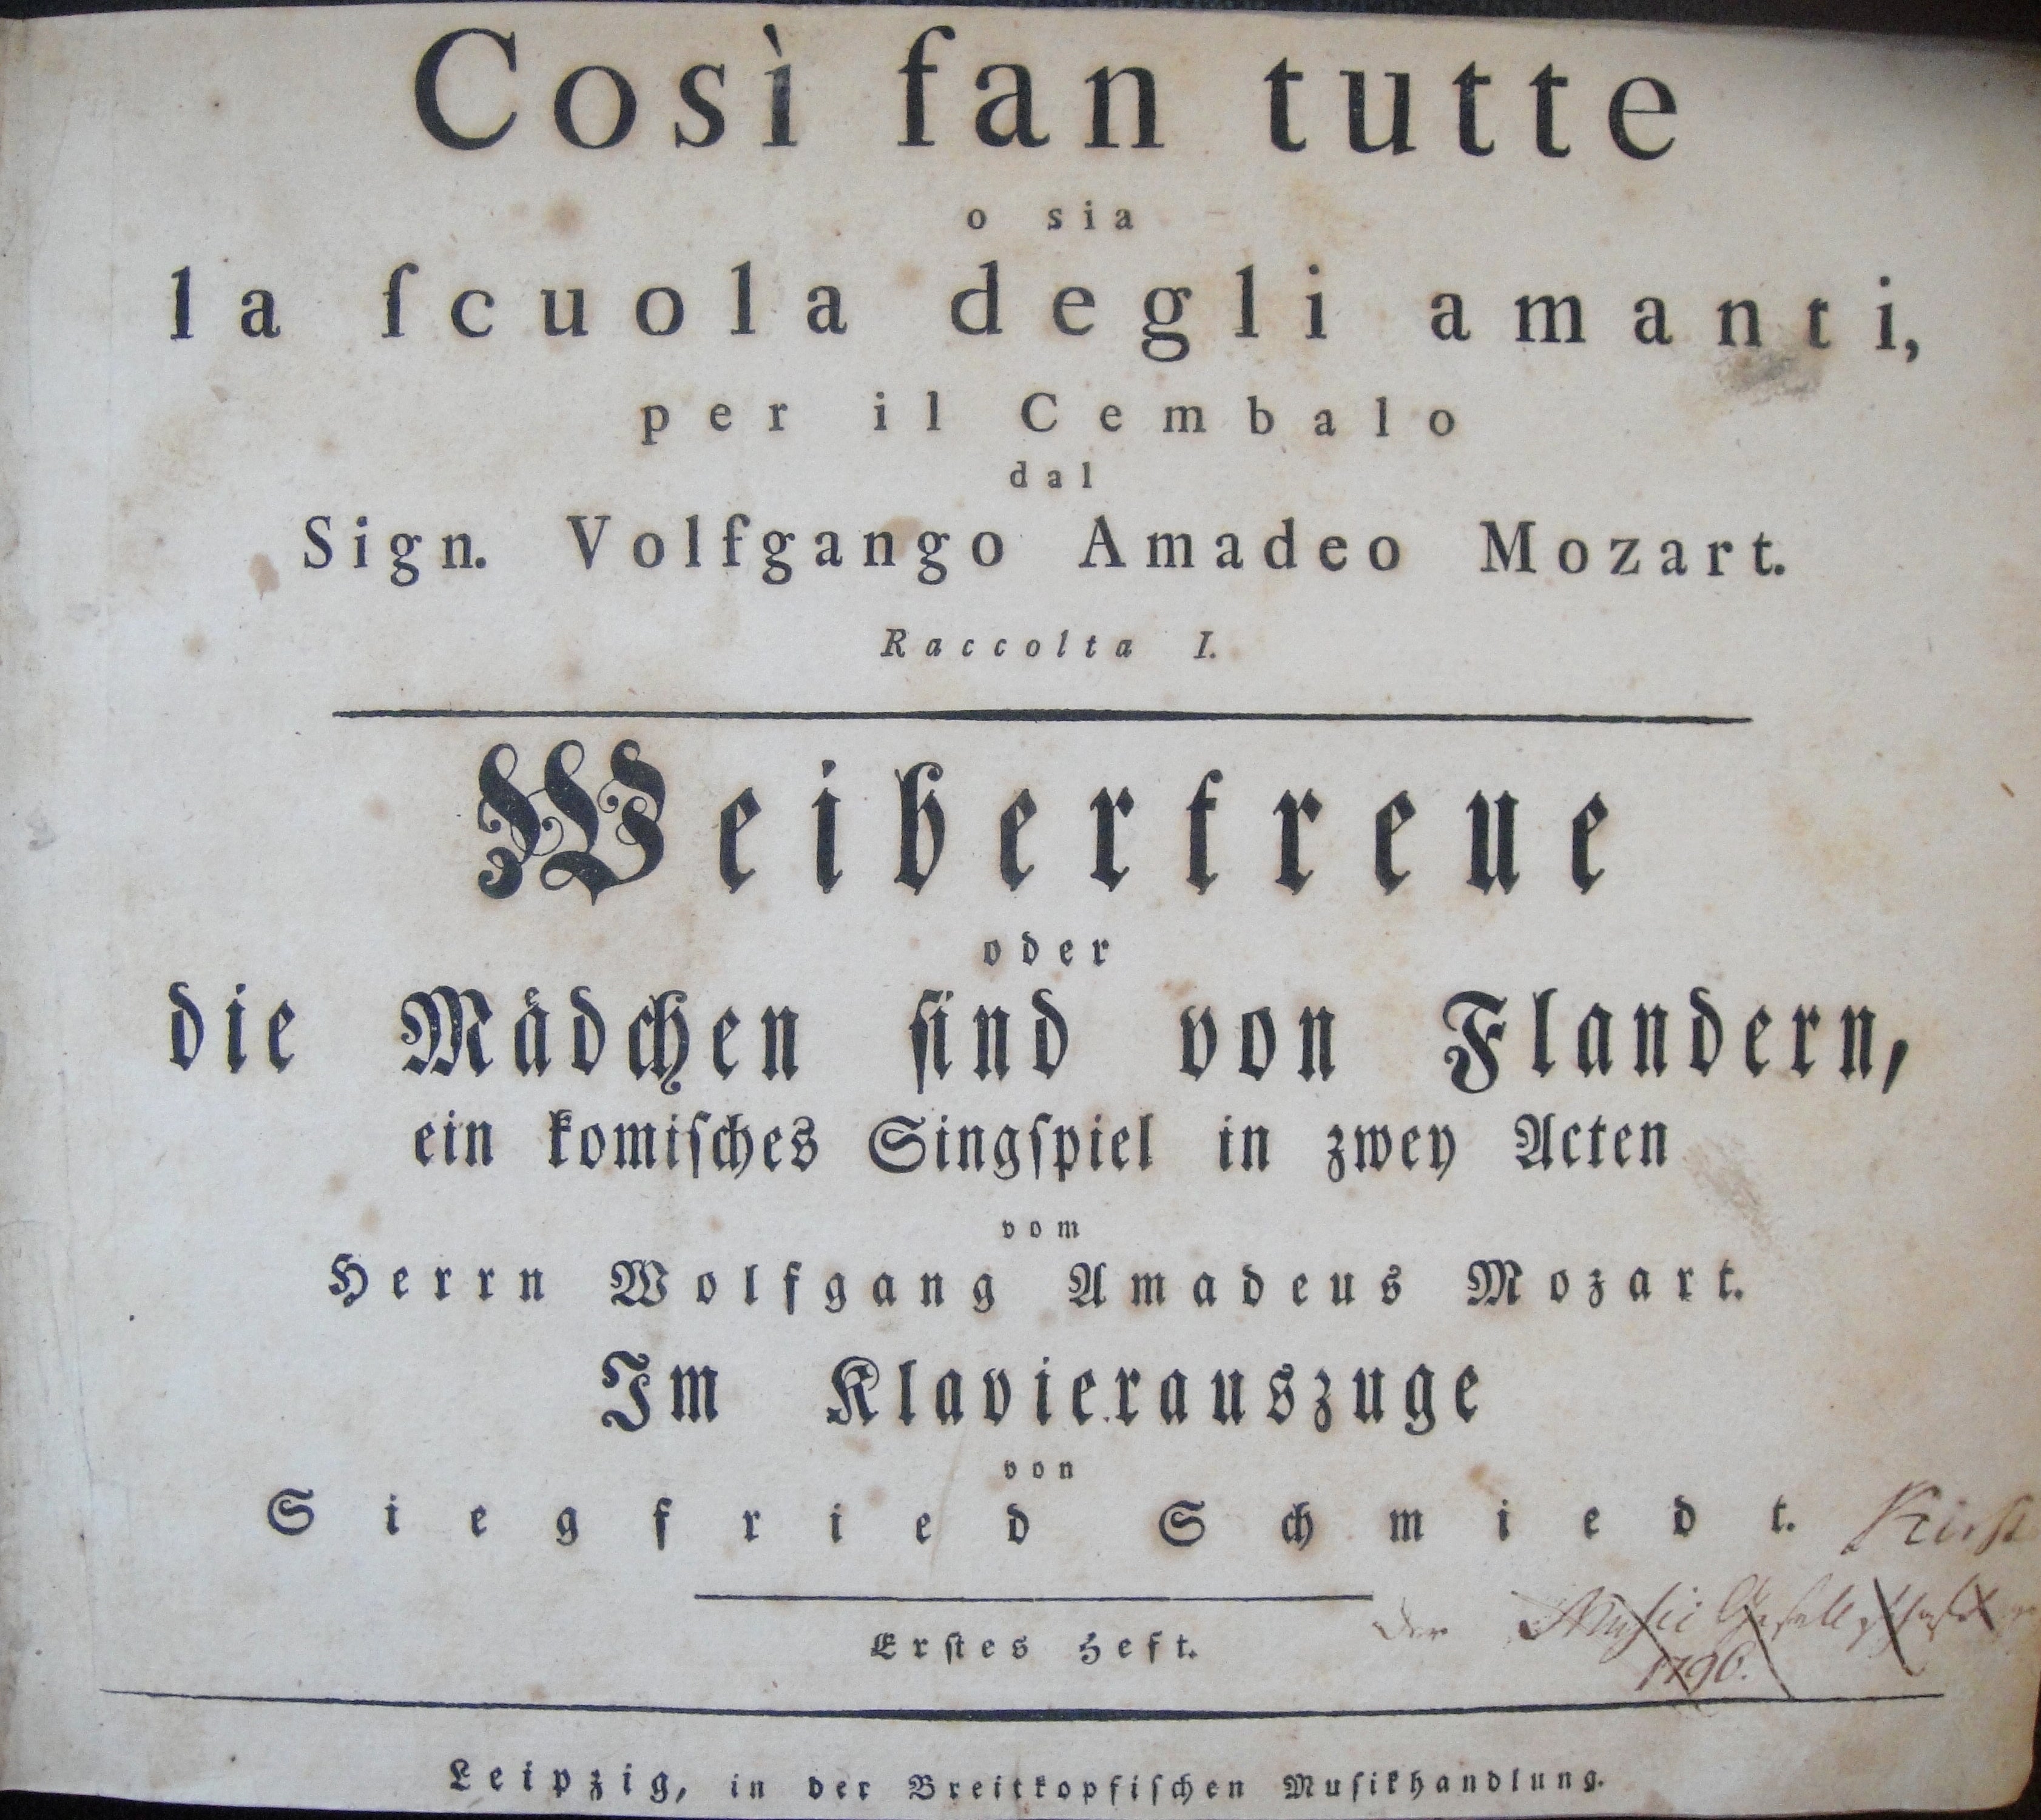 Così fan tutte
o sia
la ſcuola degli amanti,
per il Cembalo
dal
Sign. Volfgango Amadeo Mozart.
Raccolta I.
Weibertreue
oder
die Mädchen ſind von Flandern,
ein komiſches Singſpiel in zwey Acten
vom
Herrn Wolfgang Amadeus Mozart.
Im Klavierauszuge
von
Siegfried Schmiedt.
Erſtes Heft.
der
1796.
Leipzig, in der Breitkopfiſchen Muſikhandlung.